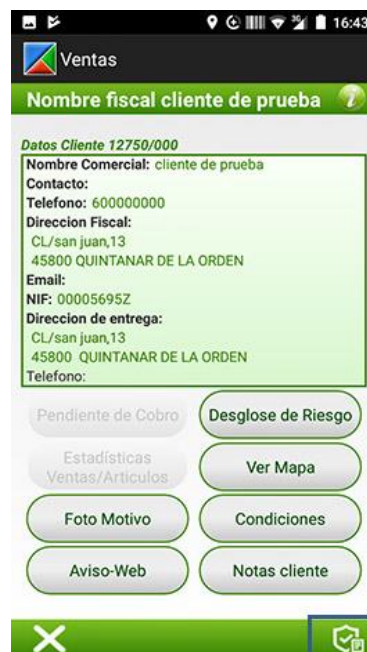 3G
16:43
Ventas
Nombre fiscal cliente de prueba
i
Datos Cliente 12750/000
Nombre Comercial: cliente de prueba
Contacto:
Telefono: 600000000
Direccion Fiscal:
CL/san juan,13
45800 QUINTANAR DE LA ORDEN
Email:
NIF: 00005695Z
Direccion de entrega:
CL/san juan,13
45800 QUINTANAR DE LA ORDEN
Telefono:
Pendiente de Cobro
Desglose de Riesgo
Estadísticas
Ventas/Articulos
Ver Mapa
Foto Motivo
Condiciones
Aviso-Web
Notas cliente